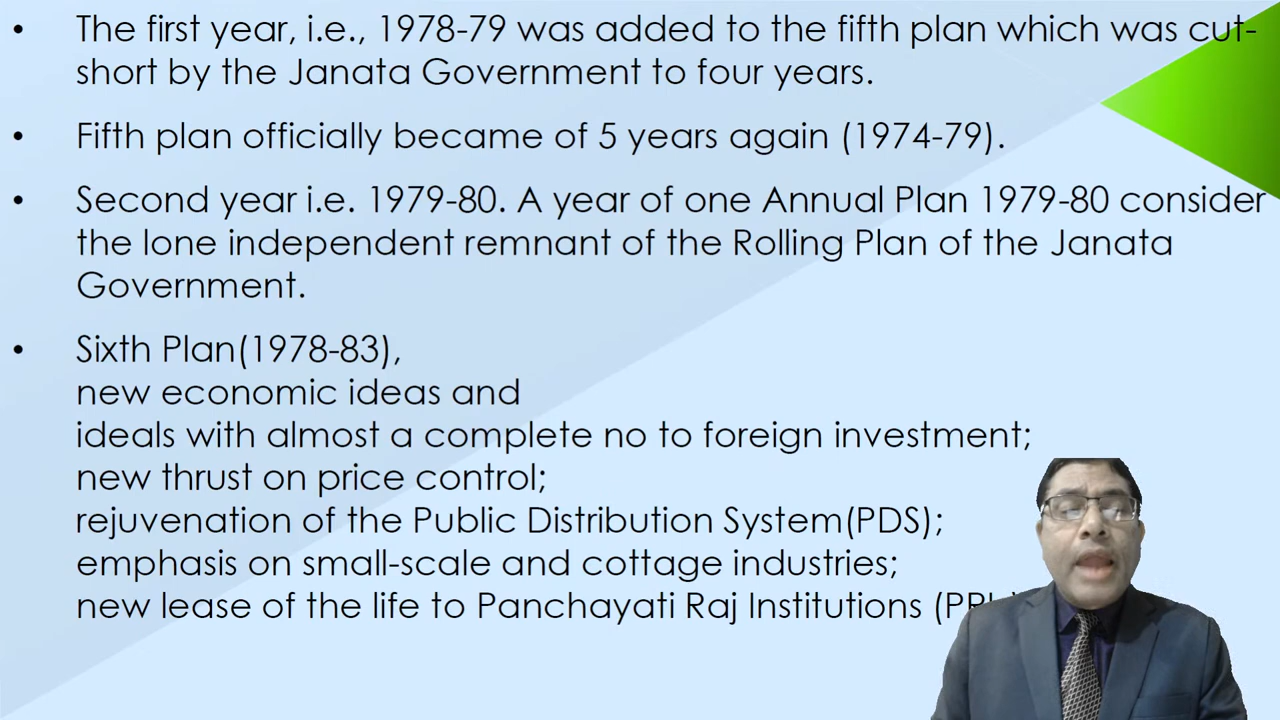 • The first year, i.e., 1978-79 was added to the fifth plan which was cut-
short by the Janata Government to four years.
• Fifth plan officially became of 5 years again (1974-79).
• Second year i.e. 1979-80. A year of one Annual Plan 1979-80 consider
the lone independent remnant of the Rolling Plan of the Janata
Government.
• Sixth Plan(1978-83),
new economic ideas and
ideals with almost a complete no to foreign investment;
new thrust on price control;
rejuvenation of the Public Distribution System(PDS);
emphasis on small-scale and cottage industries;
new lease of the life to Panchayati Raj Institutions